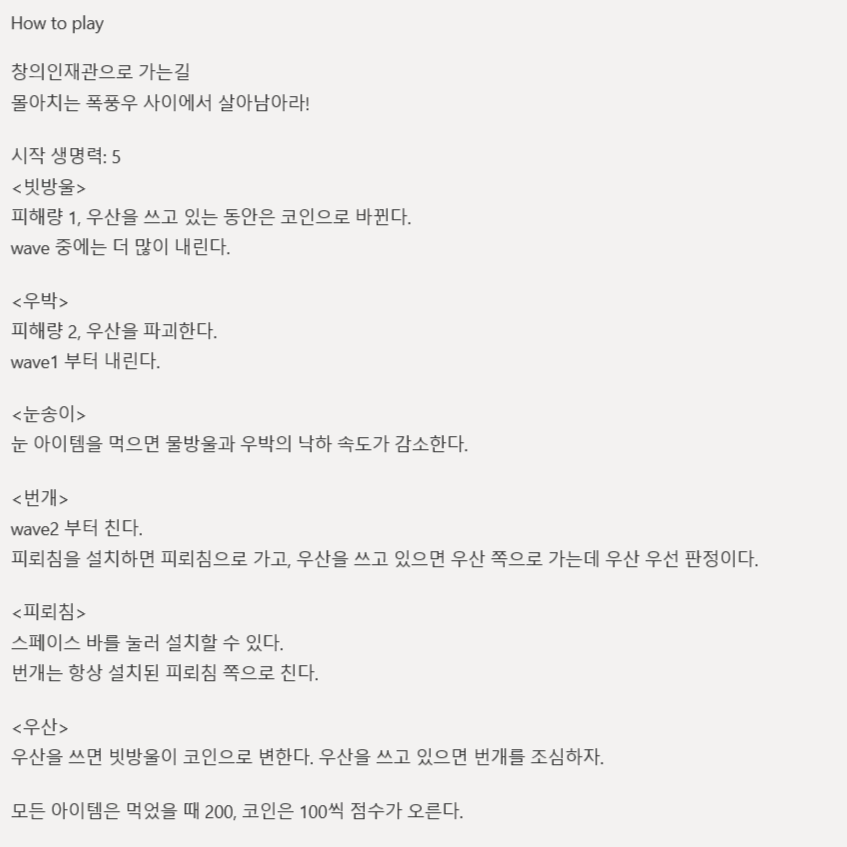 How to play
창의인재관으로 가는길
몰아치는 폭풍우 사이에서 살아남아라!
시작 생명력: 5
<빗방울>
피해량 1, 우산을 쓰고 있는 동안은 코인으로 바뀐다.
wave 중에는 더 많이 내린다.
<우박>
피해량 2, 우산을 파괴한다.
wave1 부터 내린다.
<눈송이>
눈 아이템을 먹으면 물방울과 우박의 낙하 속도가 감소한다.
<번개>
wave2 부터 친다.
피뢰침을 설치하면 피뢰침으로 가고, 우산을 쓰고 있으면 우산 쪽으로 가는데 우산 우선 판정이다.
<피뢰침>
스페이스 바를 눌러 설치할 수 있다.
번개는 항상 설치된 피뢰침 쪽으로 친다.
<우산>
우산을 쓰면 빗방울이 코인으로 변한다. 우산을 쓰고 있으면 번개를 조심하자.
모든 아이템은 먹었을 때 200, 코인은 100씩 점수가 오른다.